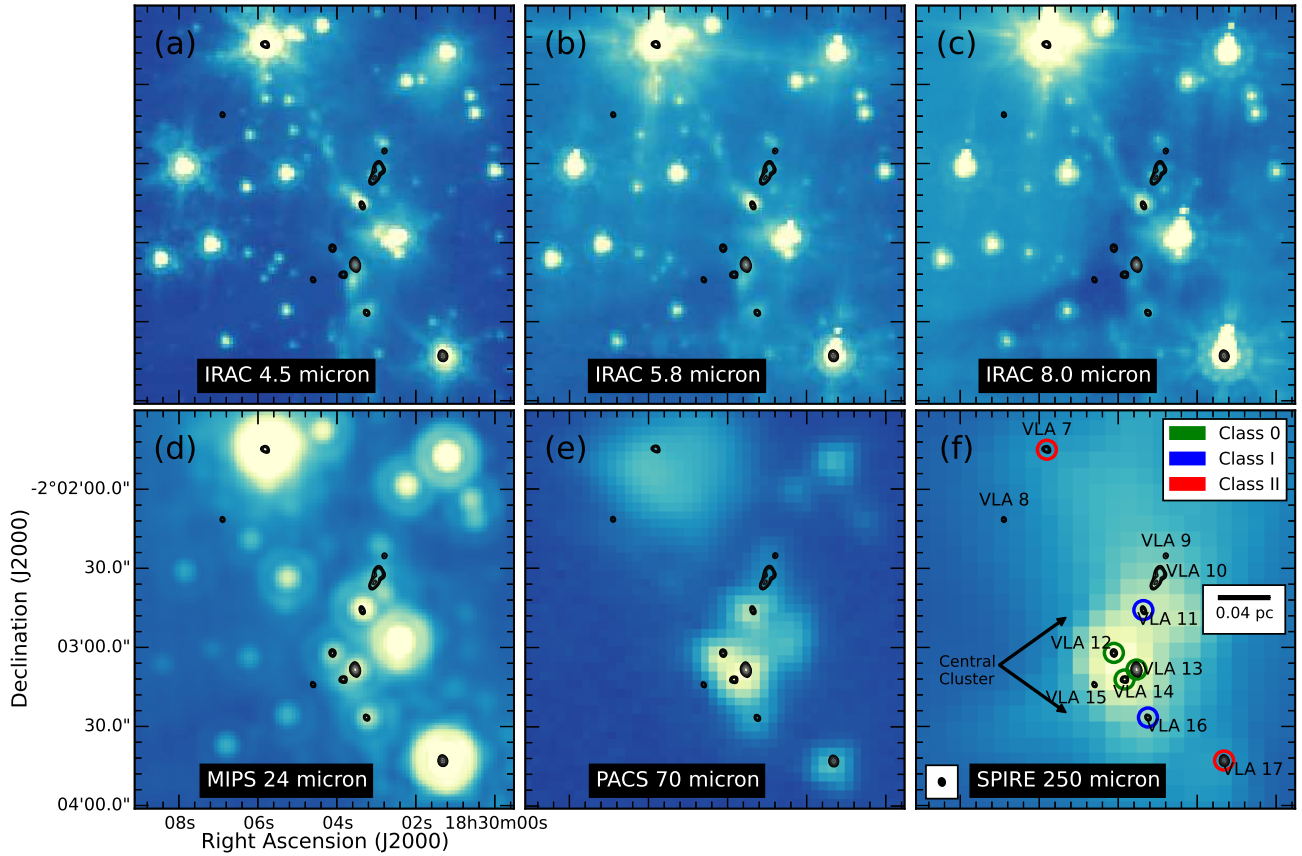 (a)
(b)
(c)
IRAC 4.5 micron
IRAC 5.8 micron
IRAC 8.0 micron
(d)
(e)
(f)
VLA 7
Class 0
Class I
Class II
VLA 8
VLA 9
VLA 10
0.04 pc
VLA 11
VLA 12
Central
Cluster
VLA 13
VLA 14
VLA 15
VLA 16
VLA 17
MIPS 24 micron
PACS 70 micron
SPIRE 250 micron
Declination (J2000)
-2°02'00.0"
30.0"
03'00.0"
30.0"
04'00.0"
08s
06s
04s
02s
18h30m00s
Right Ascension (J2000)